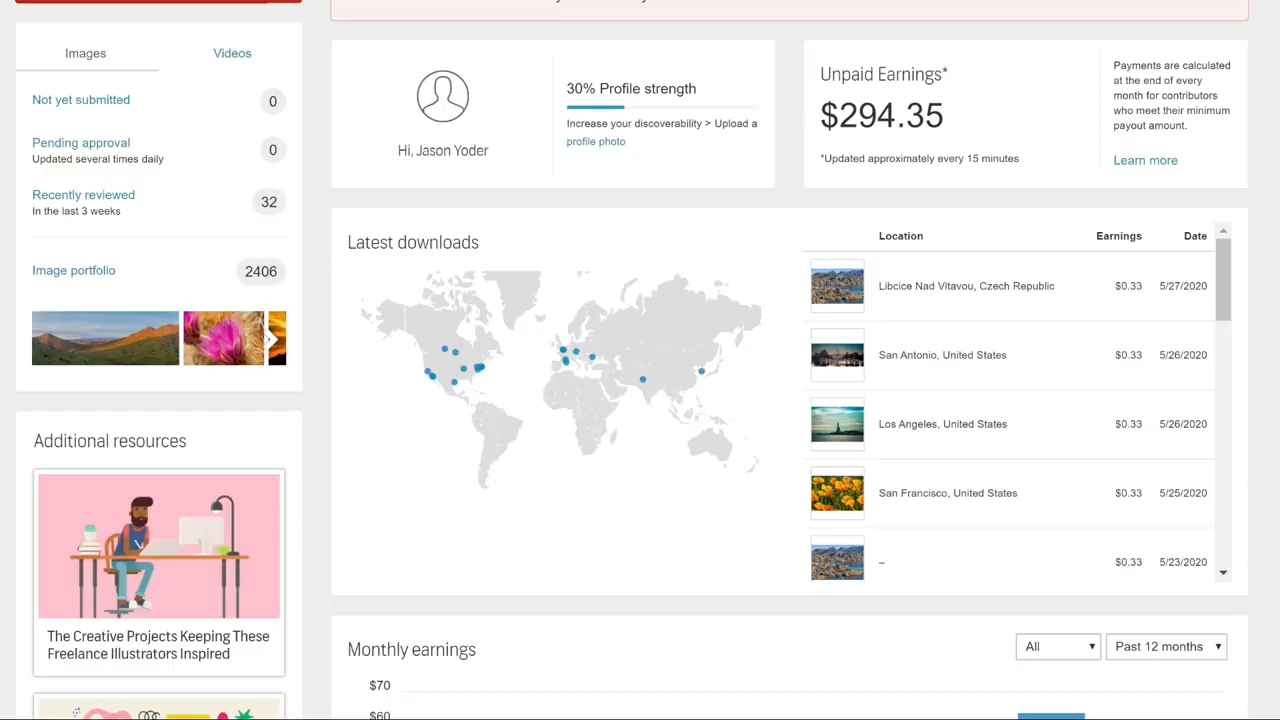 Images
Videos
Not yet submitted
0
Pending approval
Updated several times daily
0
Recently reviewed
In the last 3 weeks
32
Image portfolio
2406
Additional resources
The Creative Projects Keeping These
Freelance Illustrators Inspired
Hi, Jason Yoder
30% Profile strength
Increase your discoverability > Upload a
profile photo
Unpaid Earnings*
$294.35
*Updated approximately every 15 minutes
Payments are calculated
at the end of every
month for contributors
who meet their minimum
payout amount.
Learn more
Latest downloads
Location Earnings Date
Libcice Nad Vltavou, Czech Republic $0.33 5/27/2020
San Antonio, United States $0.33 5/26/2020
Los Angeles, United States $0.33 5/26/2020
San Francisco, United States $0.33 5/25/2020
– $0.33 5/23/2020
Monthly earnings
All
Past 12 months
$70
$60